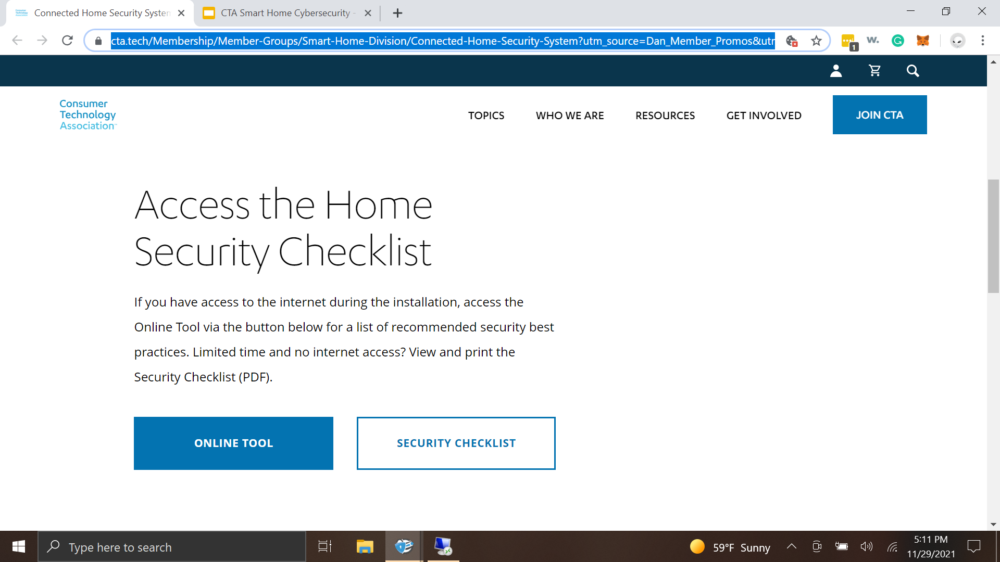 Connected Home Security System
CTA Smart Home Cybersecurity -
cta.tech/Membership/Member-Groups/Smart-Home-Division/Connected-Home-Security-System?utm_source=Dan_Member_Promos&utm
1
w.
G
Consumer
Technology
Association™
TOPICS
WHO WE ARE
RESOURCES
GET INVOLVED
JOIN CTA
Access the Home
Security Checklist
If you have access to the internet during the installation, access the
Online Tool via the button below for a list of recommended security best
practices. Limited time and no internet access? View and print the
Security Checklist (PDF).
ONLINE TOOL
SECURITY CHECKLIST
Type here to search
59°F Sunny
5:11 PM
11/29/2021